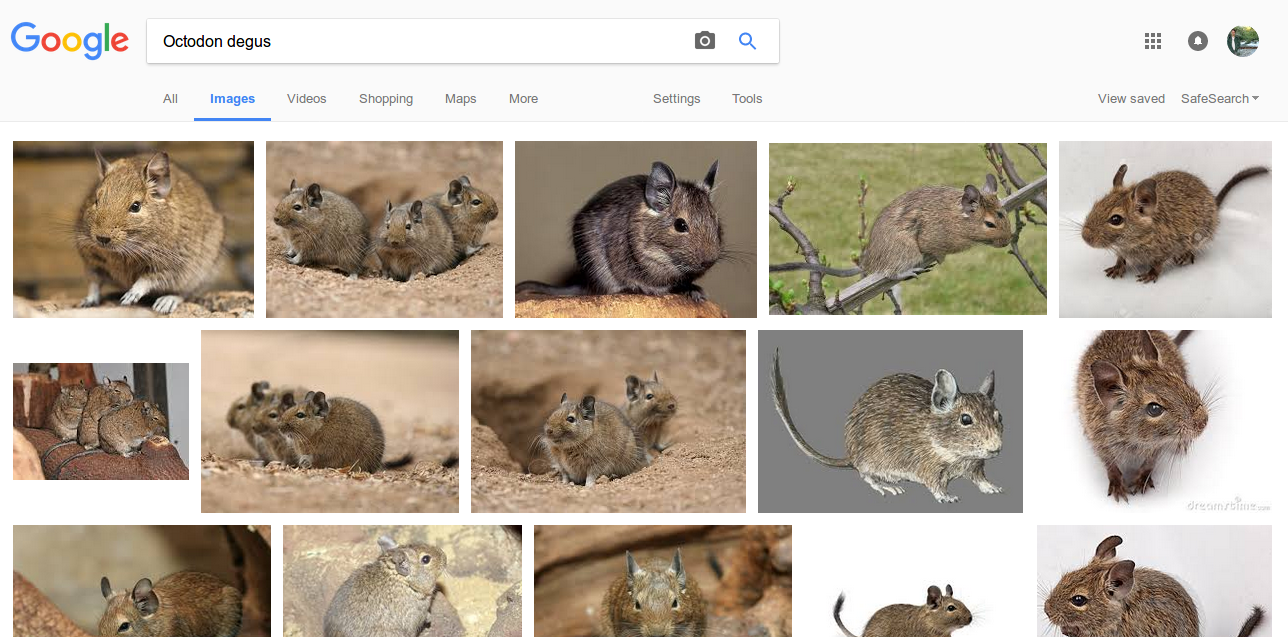 Google
Octodon degus
All Images Videos Shopping Maps More Settings Tools View saved SafeSearch
dreamstime.com